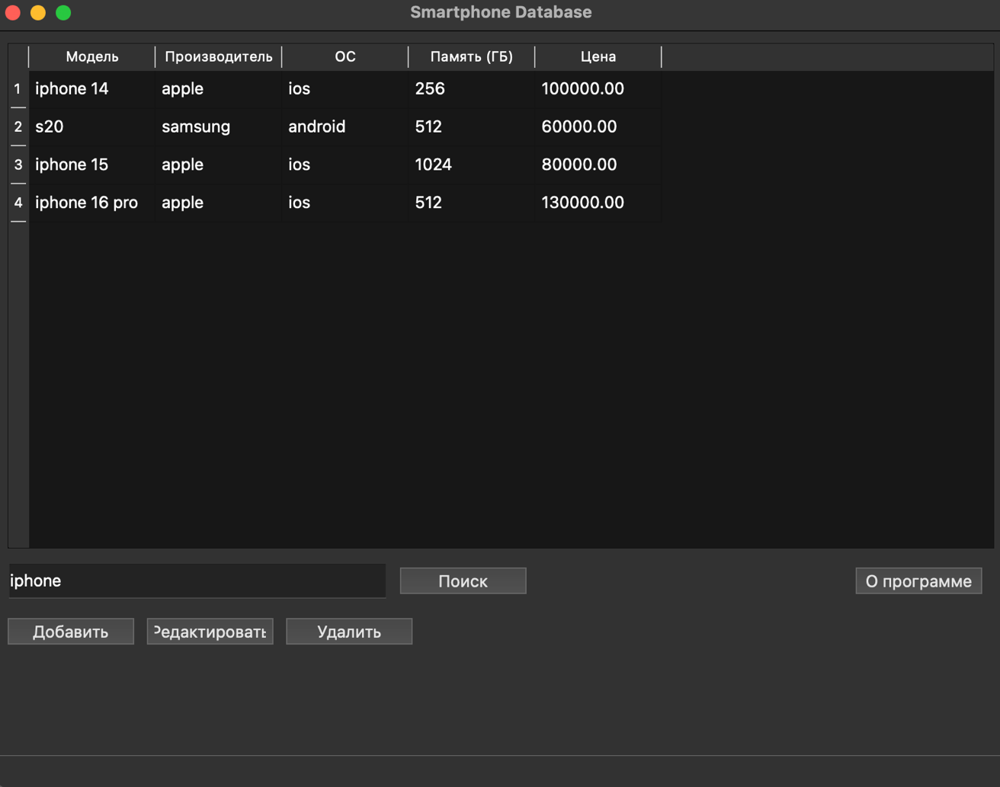 Smartphone Database
Модель Производитель ОС Память (ГБ) Цена
1 iphone 14 apple ios 256 100000.00
2 s20 samsung android 512 60000.00
3 iphone 15 apple ios 1024 80000.00
4 iphone 16 pro apple ios 512 130000.00
iphone Поиск О программе
Добавить Редактировать Удалить